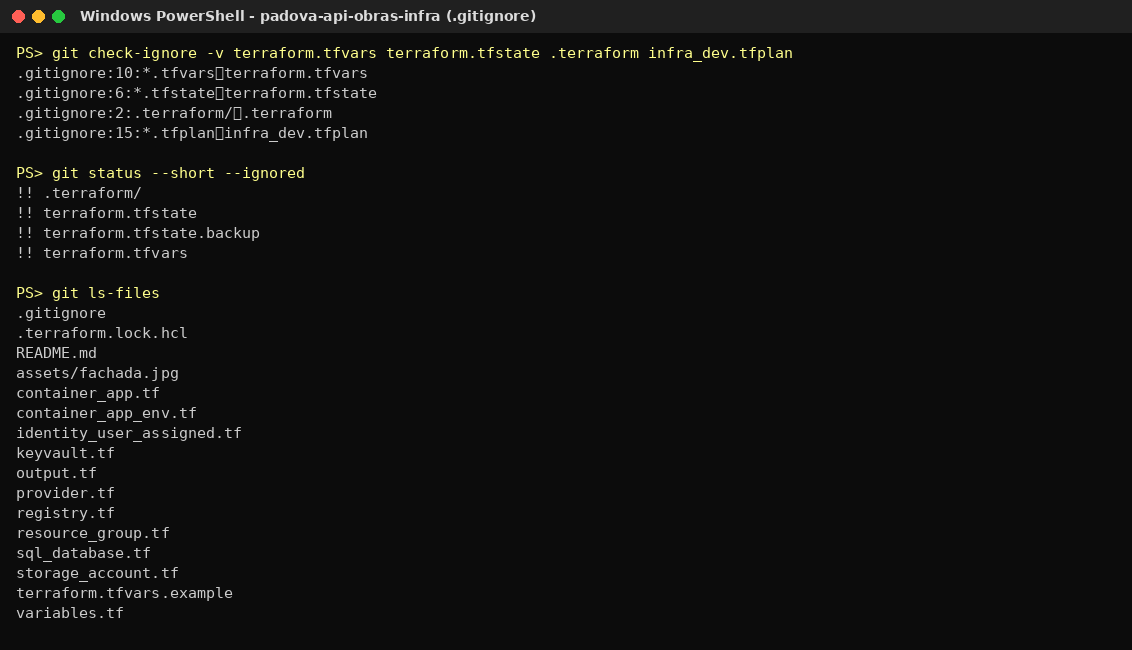 Windows PowerShell - padova-api-obras-infra (.gitignore)
PS> git check-ignore -v terraform.tfvars terraform.tfstate .terraform infra_dev.tfplan
.gitignore:10:*.tfvars▯terraform.tfvars
.gitignore:6:*.tfstate▯terraform.tfstate
.gitignore:2:.terraform/▯.terraform
.gitignore:15:*.tfplan▯infra_dev.tfplan
PS> git status --short --ignored
!! .terraform/
!! terraform.tfstate
!! terraform.tfstate.backup
!! terraform.tfvars
PS> git ls-files
.gitignore
.terraform.lock.hcl
README.md
assets/fachada.jpg
container_app.tf
container_app_env.tf
identity_user_assigned.tf
keyvault.tf
output.tf
provider.tf
registry.tf
resource_group.tf
sql_database.tf
storage_account.tf
terraform.tfvars.example
variables.tf